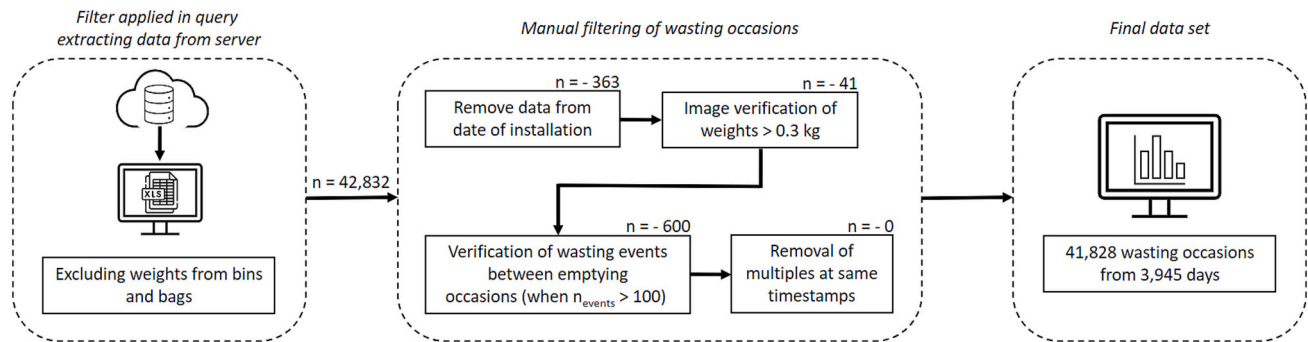 Filter applied in query
extracting data from server
XLS
Excluding weights from bins
and bags
n = 42,832
Manual filtering of wasting occasions
n = - 363
Remove data from
date of installation
n = - 41
Image verification of
weights > 0.3 kg
n = - 600
Verification of wasting events
between emptying
occasions (when nevents > 100)
n = - 0
Removal of
multiples at same
timestamps
Final data set
41,828 wasting occasions
from 3,945 days